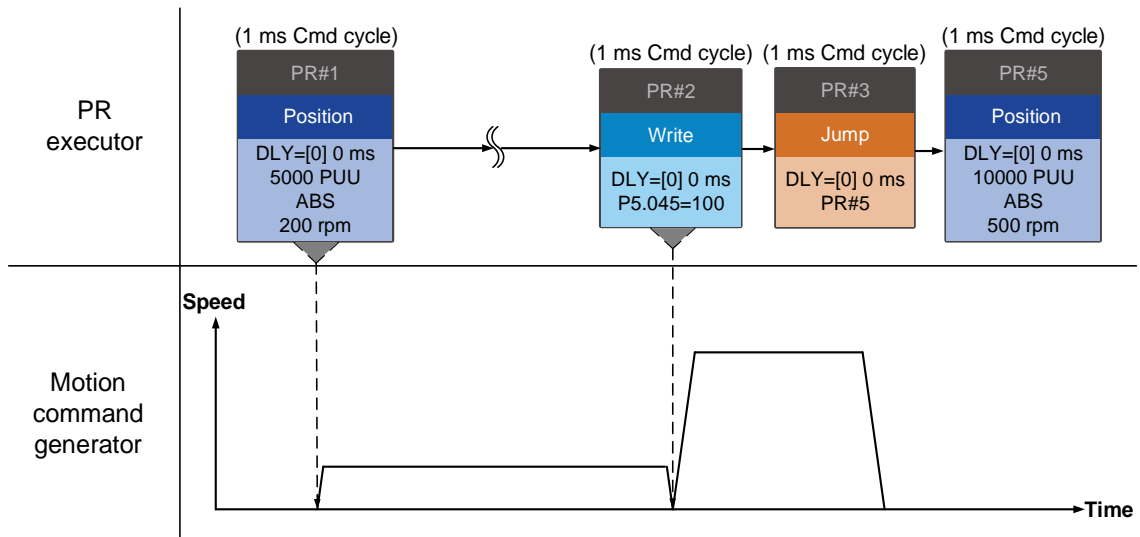 (1 ms Cmd cycle)
PR#1
Position
DLY=[0] 0 ms
5000 PUU
ABS
200 rpm
(1 ms Cmd cycle)
PR#2
Write
DLY=[0] 0 ms
P5.045=100
(1 ms Cmd cycle)
PR#3
Jump
DLY=[0] 0 ms
PR#5
(1 ms Cmd cycle)
PR#5
Position
DLY=[0] 0 ms
10000 PUU
ABS
500 rpm
PR
executor
Speed
Motion
command
generator
Time